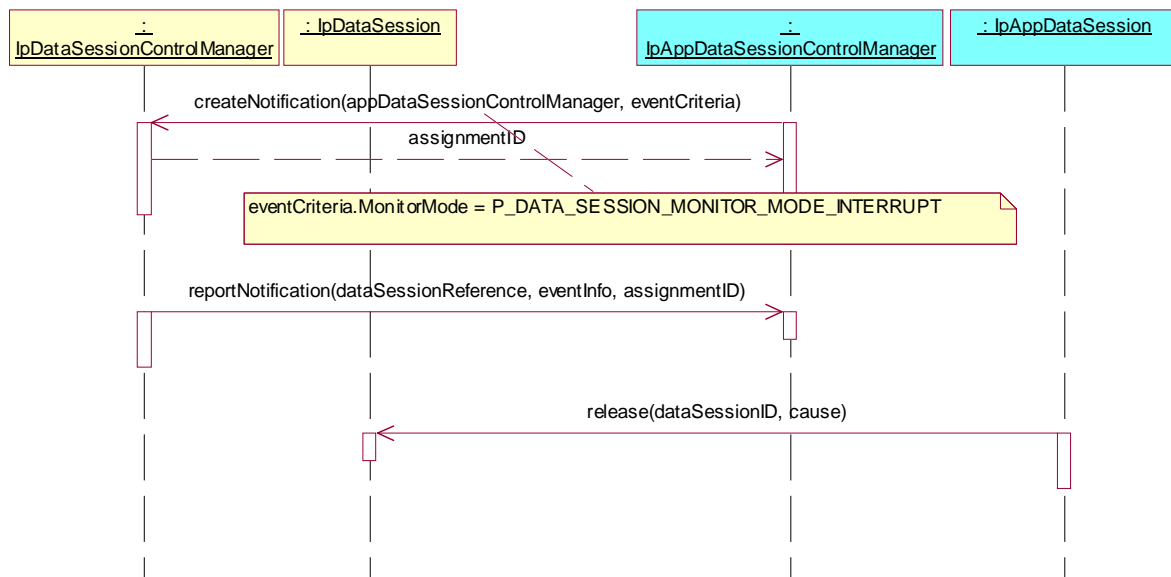 :
IpDataSessionControlManager
: IpDataSession
:
IpAppDataSessionControlManager
: IpAppDataSession
createNotification(appDataSessionControlManager, eventCriteria)
assignmentID
eventCriteria.MonitorMode = P_DATA_SESSION_MONITOR_MODE_INTERRUPT
reportNotification(dataSessionReference, eventInfo, assignmentID)
release(dataSessionID, cause)